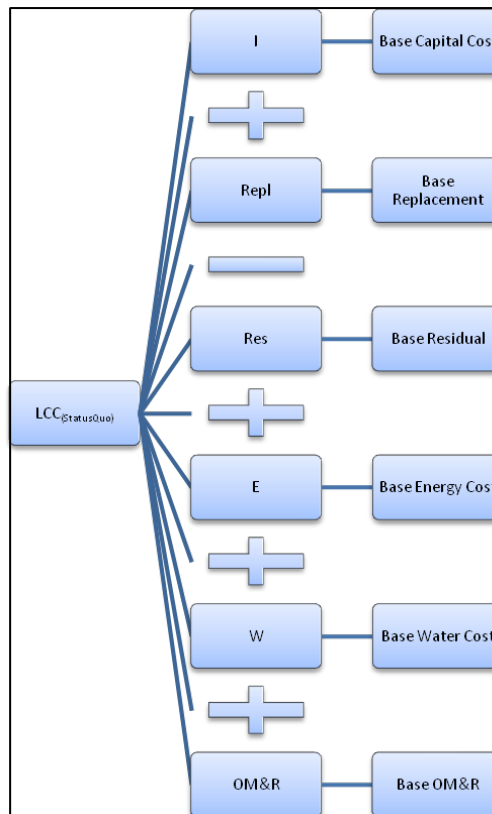 I
Base Capital Cos
Repl
Base
Replacement
Res
Base Residual
LCC(StatusQuo)
E
Base Energy Cost
W
Base Water Cost
OM&R
Base OM&R